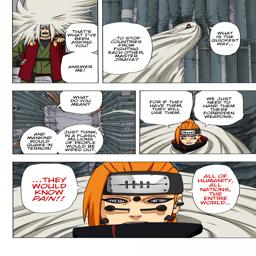 THAT'S
WHAT I'VE
BEEN
ASKING
YOU!
ANSWER
ME!
...TO STOP
COUNTRIES
FROM
FIGHTING
EACH OTHER,
MASTER
JIRAIYA?
WHAT
IS THE
QUICKEST
WAY...
WHAT
DO YOU
MEAN?
AND
MANKIND
WOULD
QUAKE IN
TERROR!
JUST THINK,
IN A FLASH,
MILLIONS
OF PEOPLE
WOULD BE
WIPED OUT.
FOR IF THEY
HAVE THEM,
THEY WILL
USE THEM.
WE JUST
NEED TO
HAND THEM
THESE
FORBIDDEN
WEAPONS.
...THEY
WOULD
KNOW
PAIN!!
ALL OF
HUMANITY,
ALL
NATIONS,
THE
ENTIRE
WORLD...